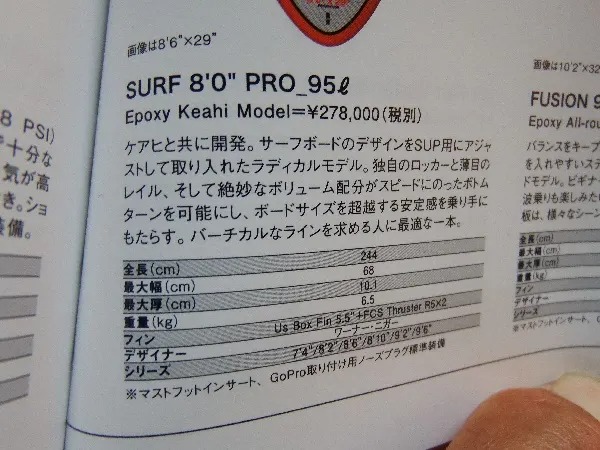 画像は8'6"×29"
SURF 8'0" PRO_95ℓ
Epoxy Keahi Model=¥278,000(税別)
ケアヒと共に開発。サーフボードのデザインをSUP用にアジャ
ストして取り入れたラディカルモデル。独自のロッカーと薄目の
レイル、そして絶妙なボリューム配分がスピードにのったボトム
ターンを可能にし、ボードサイズを超越する安定感を乗り手に
もたらす。バーチカルなラインを求める人に最適な一本。
全長(cm) 244
最大幅(cm) 68
最大厚(cm) 10.1
重量(kg) 6.5
フィン Us Box Fin 5.5"+FCS Thruster R5X2
デザイナー ワーナー・ニガー
シリーズ 7'4"/8'2"/8'6"/8'10"/9'2"/9'6"
※マストフットインサート、GoPro取り付け用ノーズプラグ標準装備
8 PSI)
十分な
気が高
き。ショ
装備。
画像は10'2"×32
FUSION 9
Epoxy All-rou
バランスをキープ
を入れやすいステ
ドモデル。ビギナー
波乗りも楽しみたい
板は、様々なシーン
全長(cm)
最大幅(cm)
最大厚(cm)
重量(kg)
フィン
デザイナー
シリーズ
※マストフットインサート、